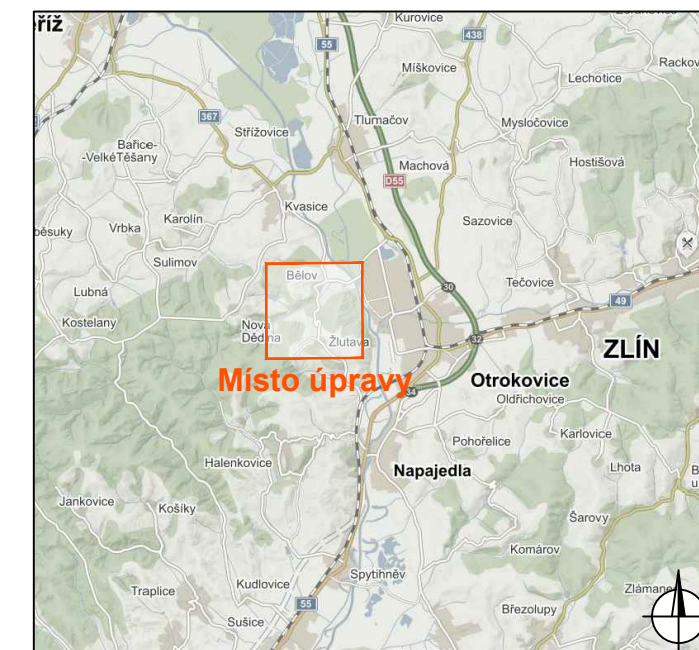 Kurovice
říž
55
438
Míškovice
Rackov
Lechotice
367
Tlumačov
Střížovice
Mysločovice
Bařice-
-VelkéTěšany
Hostišová
Machová
D55
Kvasice
Karolín
Vrbka
Sazovice
ěsuky
Sulimov
Bělov
Tečovice
Lubná
30
49
Kostelany
Nová
Dědina
Žlutava
32
ZLÍN
Místo úpravy
Otrokovice
34
Oldřichovice
Karlovice
Pohořelice
Halenkovice
Napajedla
Lhota
B
u
Jankovice
Košíky
Šarovy
Komárov
Spytihněv
Kudlovice
Traplice
Zlámane
55
Březolupy
Sušice